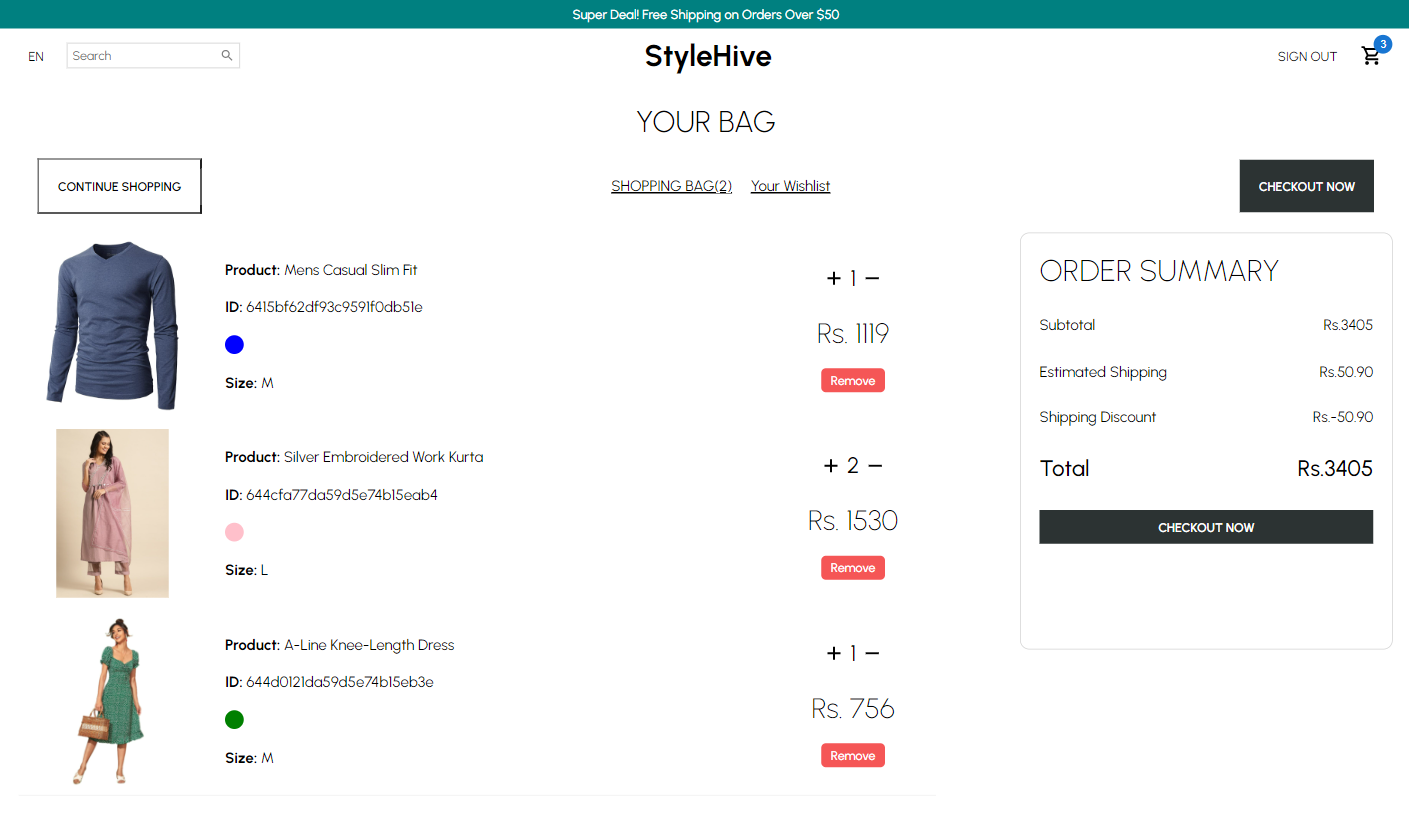 Super Deal! Free Shipping on Orders Over $50
EN
Search
StyleHive
SIGN OUT
3
YOUR BAG
CONTINUE SHOPPING
SHOPPING BAG(2)
Your Wishlist
CHECKOUT NOW
Product: Mens Casual Slim Fit
ID: 6415bf62df93c9591f0db51e
Size: M
+ 1 −
Rs. 1119
Remove
Product: Silver Embroidered Work Kurta
ID: 644cfa77da59d5e74b15eab4
Size: L
+ 2 −
Rs. 1530
Remove
Product: A-Line Knee-Length Dress
ID: 644d0121da59d5e74b15eb3e
Size: M
+ 1 −
Rs. 756
Remove
ORDER SUMMARY
Subtotal Rs.3405
Estimated Shipping Rs.50.90
Shipping Discount Rs.-50.90
Total Rs.3405
CHECKOUT NOW